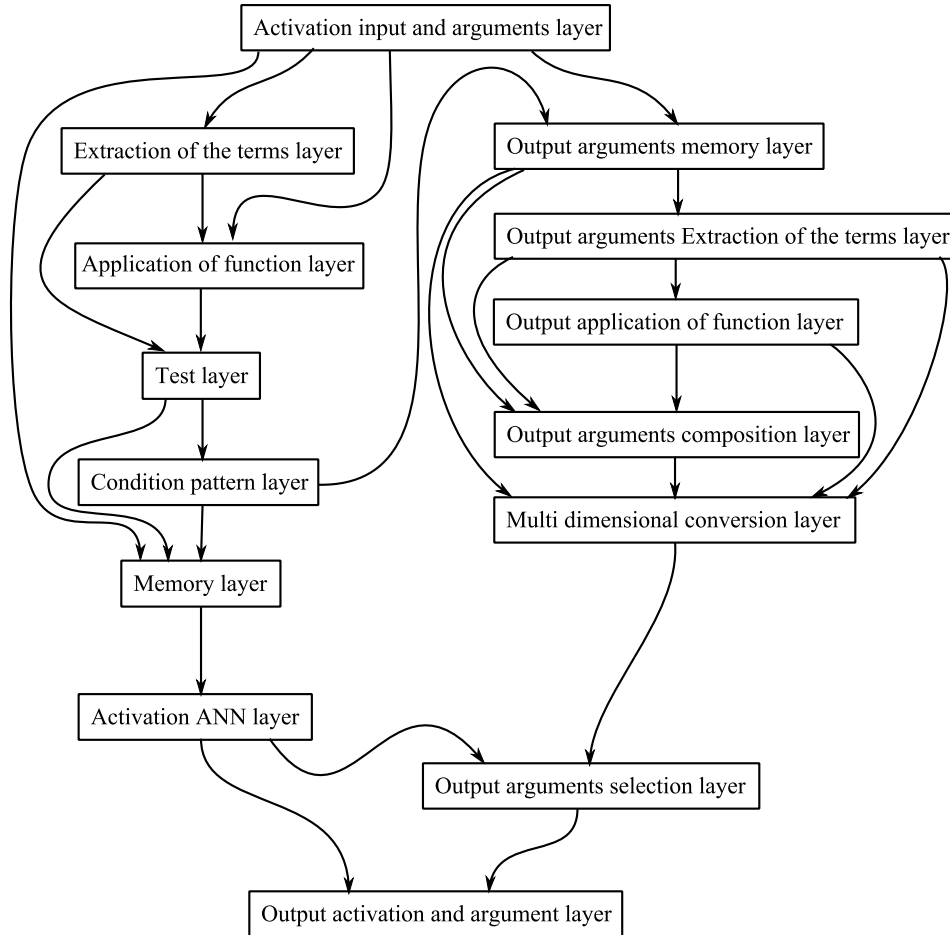 Activation input and arguments layer
Extraction of the terms layer
Application of function layer
Test layer
Condition pattern layer
Memory layer
Activation ANN layer
Output arguments memory layer
Output arguments Extraction of the terms layer
Output application of function layer
Output arguments composition layer
Multi dimensional conversion layer
Output arguments selection layer
Output activation and argument layer